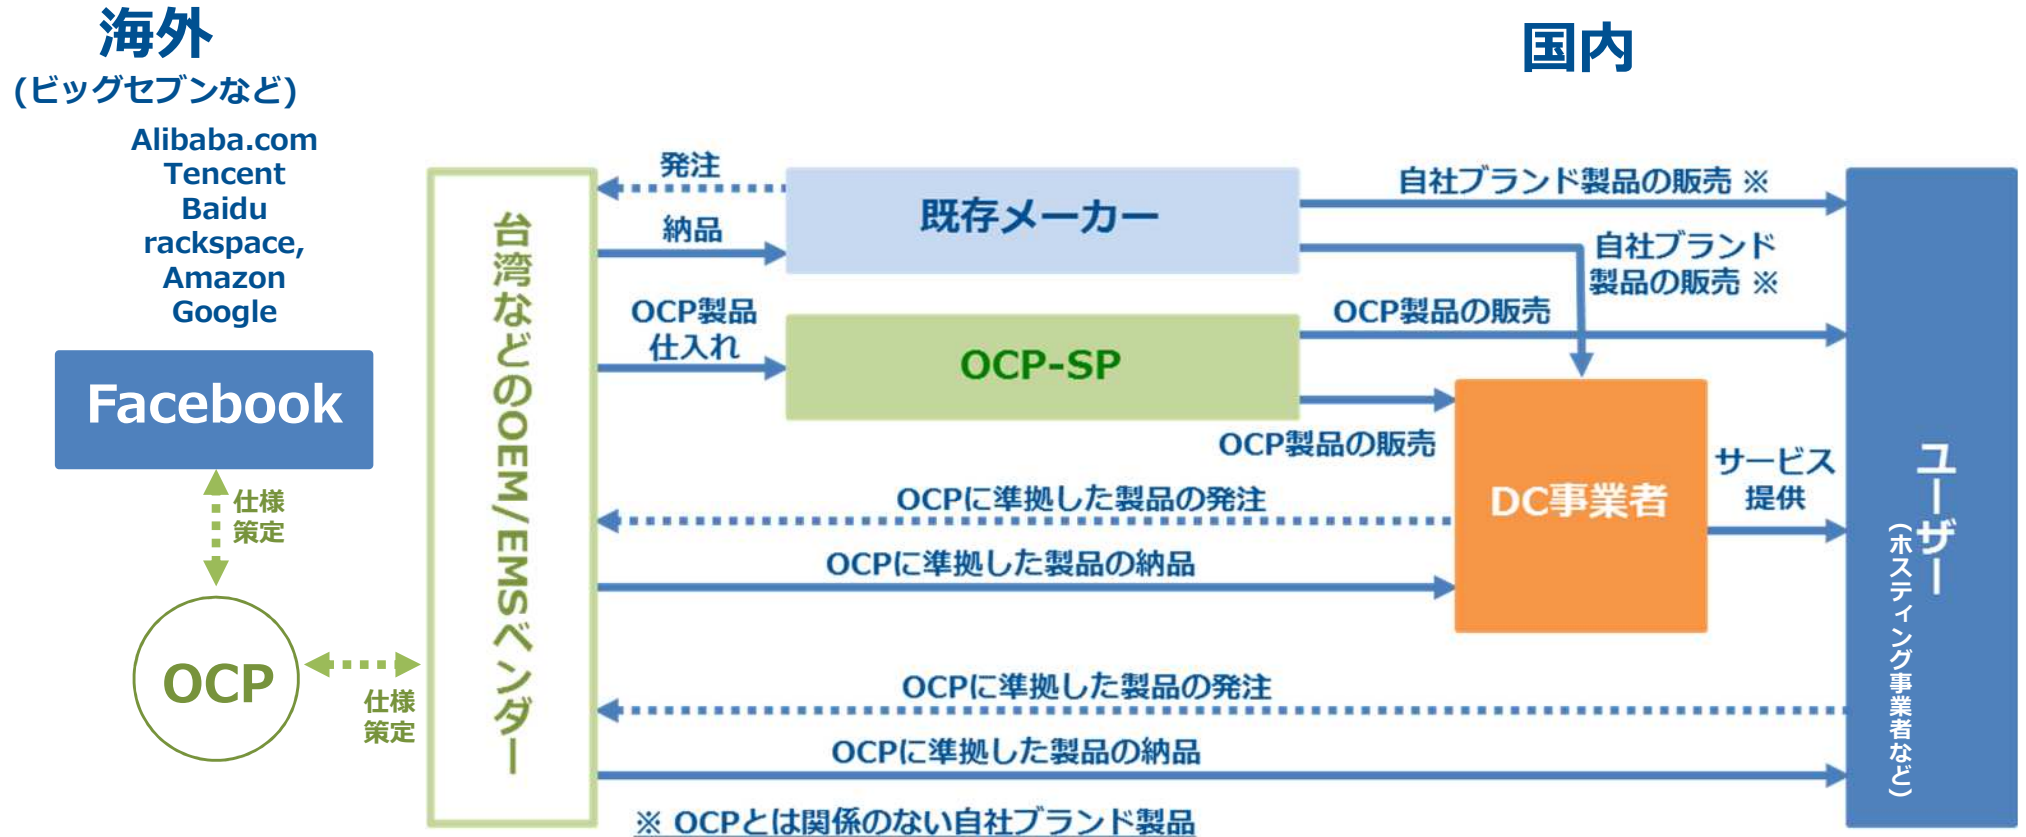 海外
(ビッグセブンなど)
Alibaba.com
Tencent
Baidu
rackspace,
Amazon
Google
Facebook
仕様
策定
OCP
仕様
策定
台湾などのOEM/EMSベンダー
国内
発注
納品
既存メーカー
自社ブランド製品の販売 ※
自社ブランド
製品の販売 ※
OCP製品
仕入れ
OCP-SP
OCP製品の販売
OCP製品の販売
OCPに準拠した製品の発注
OCPに準拠した製品の納品
DC事業者
サービス
提供
OCPに準拠した製品の発注
OCPに準拠した製品の納品
ユーザー
(ホスティング事業者など)
※ OCPとは関係のない自社ブランド製品